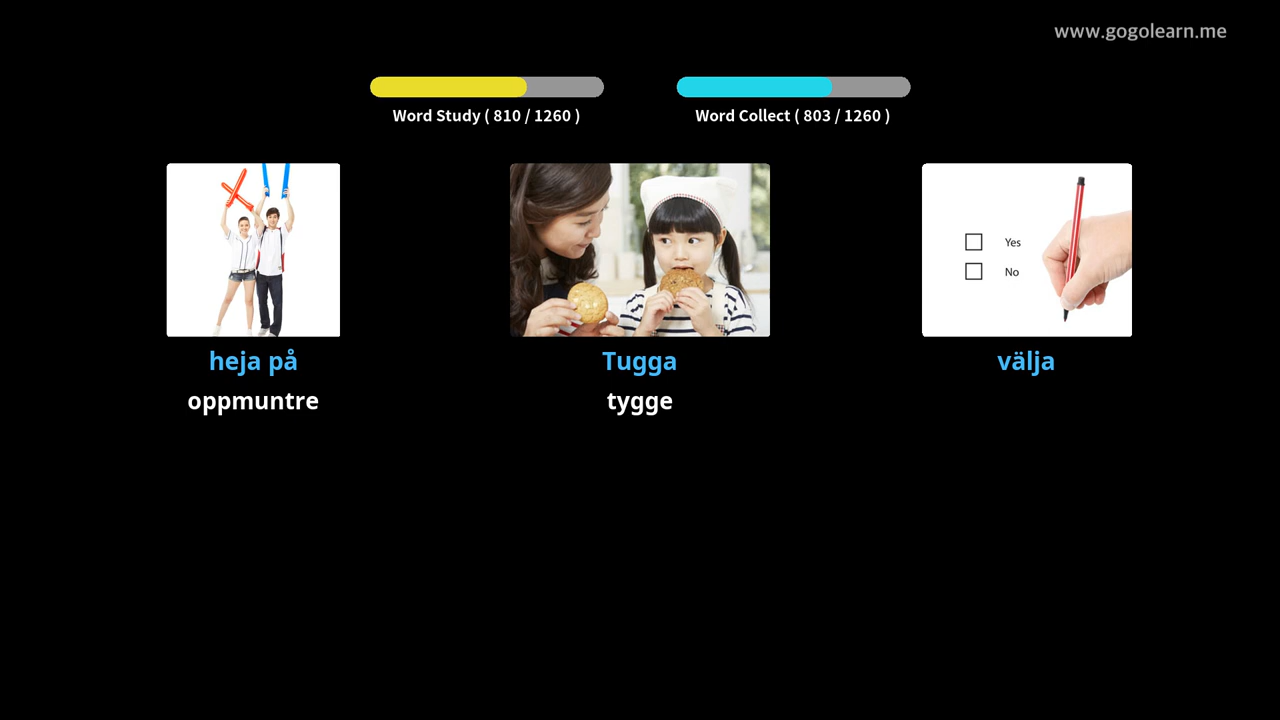 www.gogolearn.me
Word Study ( 810 / 1260 )
Word Collect ( 803 / 1260 )
Yes
No
heja på
Tugga
välja
oppmuntre
tygge